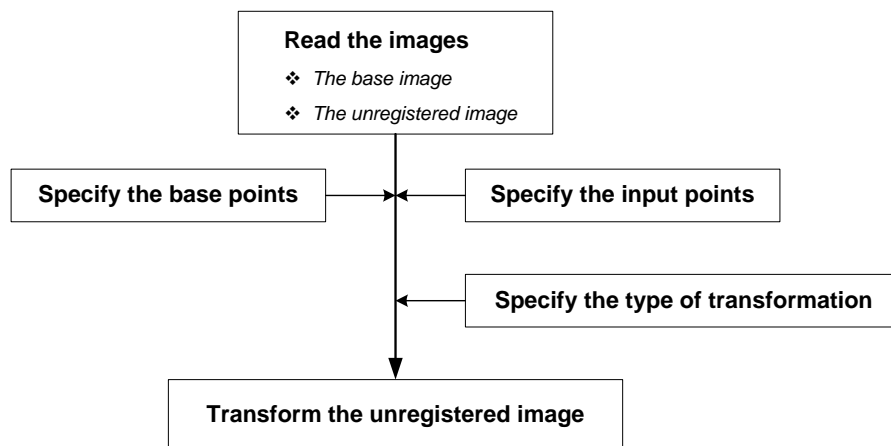 Read the images
❖ The base image
❖ The unregistered image
Specify the base points
Specify the input points
Specify the type of transformation
Transform the unregistered image